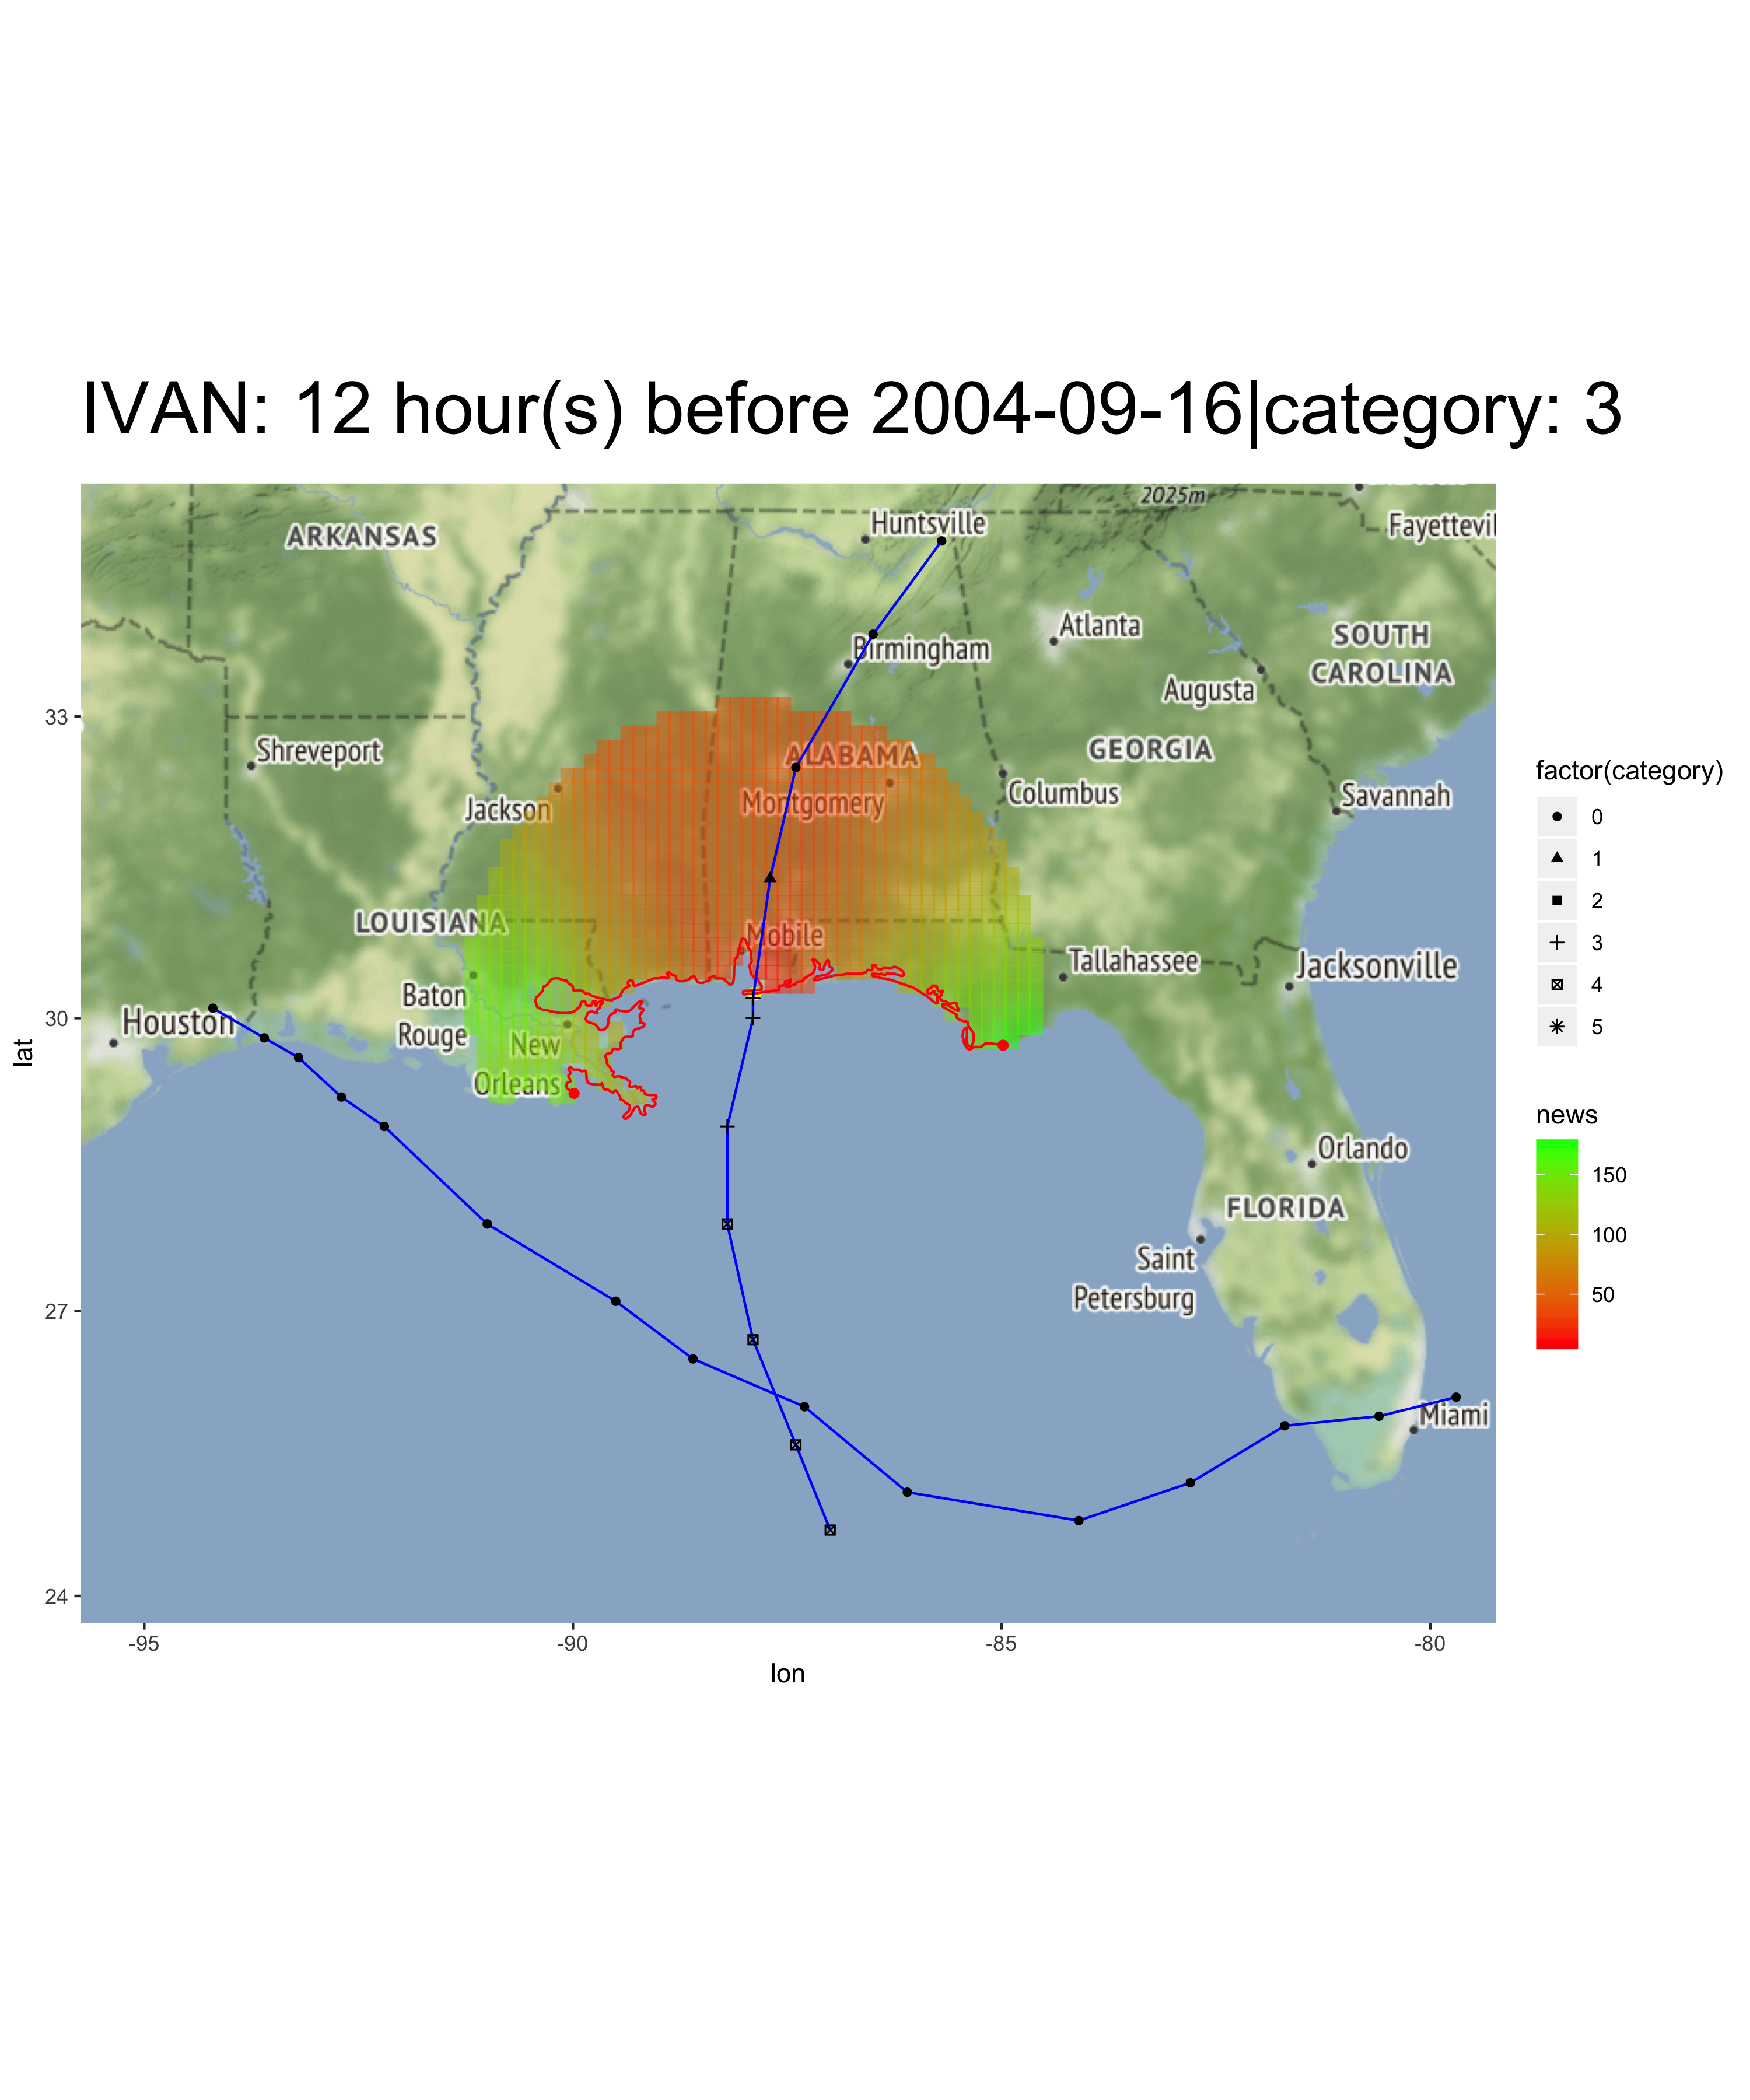 IVAN: 12 hour(s) before 2004-09-16|category: 3
2025m
Huntsville
Fayettevil
ARKANSAS
Atlanta
Birmingham
SOUTH
CAROLINA
Augusta
33
Shreveport
ALABAMA
GEORGIA
Jackson
Montgomery
Columbus
Savannah
LOUISIANA
Mobile
Tallahassee
Jacksonville
Baton
Rouge
Houston
30
New
Orleans
lat
Orlando
FLORIDA
Saint
Petersburg
27
Miami
24
-95
-90
-85
-80
lon
factor(category)
0
1
2
3
4
5
news
150
100
50